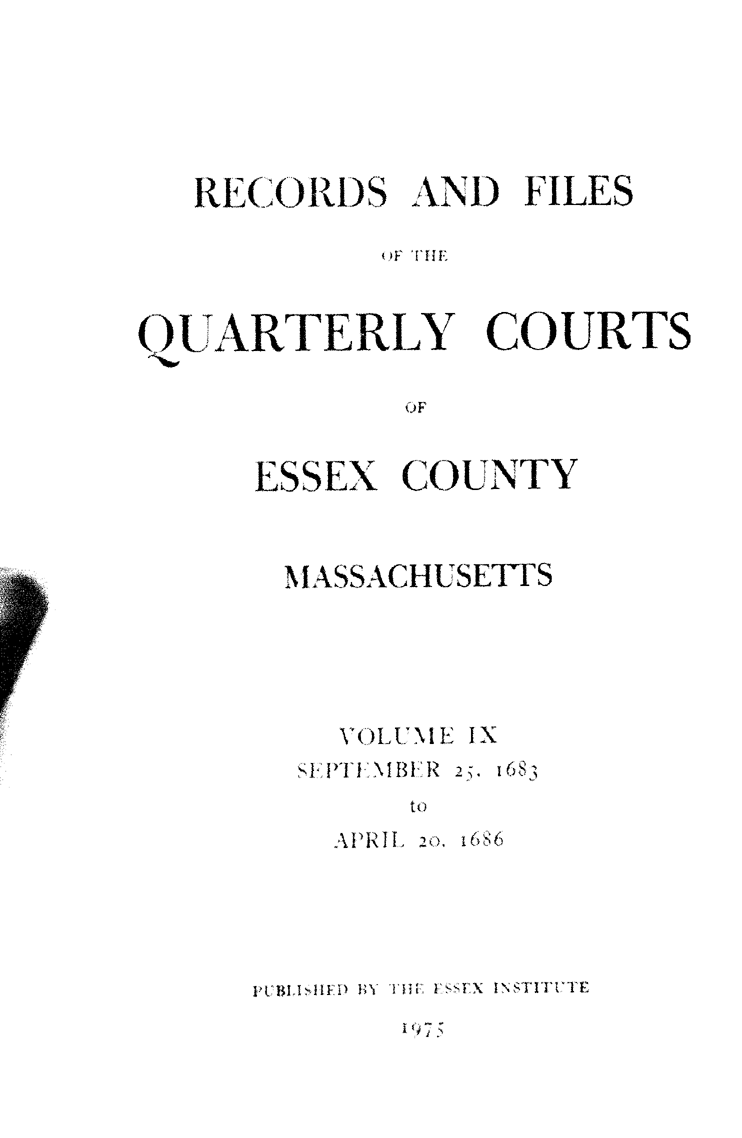 RECORDS AND FILES
OF THE
QUARTERLY COURTS
OF
ESSEX COUNTY
MASSACHUSETTS
VOLUME IX
SEPTEMBER 25, 1683
to
APRIL 20, 1686
PUBLISHED BY THE ESSEX INSTITUTE
1975